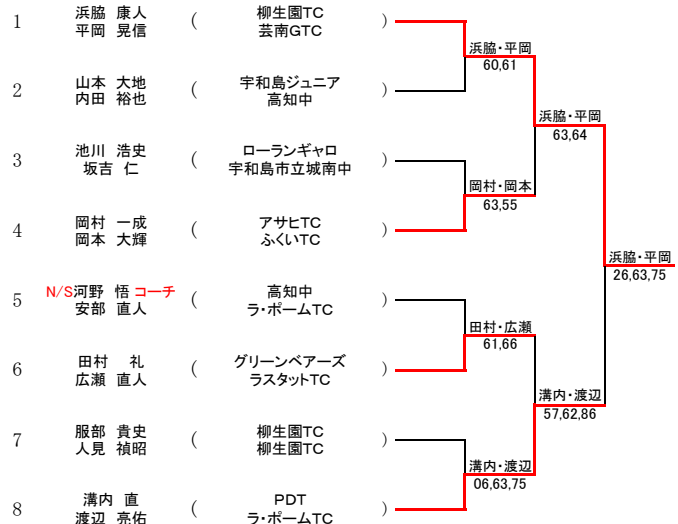 1 浜脇 康人 ( 柳生園TC )
平岡 晃信 芸南GTC
浜脇・平岡
60,61
2 山本 大地 ( 宇和島ジュニア )
内田 裕也 高知中
浜脇・平岡
63,64
3 池川 浩史 ( ローランギャロ )
坂吉 仁 宇和島市立城南中
岡村・岡本
63,55
4 岡村 一成 ( アサヒTC )
岡本 大輝 ふくいTC
浜脇・平岡
26,63,75
5 N/S河野 悟 コーチ ( 高知中 )
安部 直人 ラ・ポームTC
田村・広瀬
61,66
6 田村 礼 ( グリーンベアーズ )
広瀬 直人 ラスタットTC
溝内・渡辺
57,62,86
7 服部 貴史 ( 柳生園TC )
人見 禎昭 柳生園TC
溝内・渡辺
06,63,75
8 溝内 直 ( PDT )
渡辺 亮佑 ラ・ポームTC